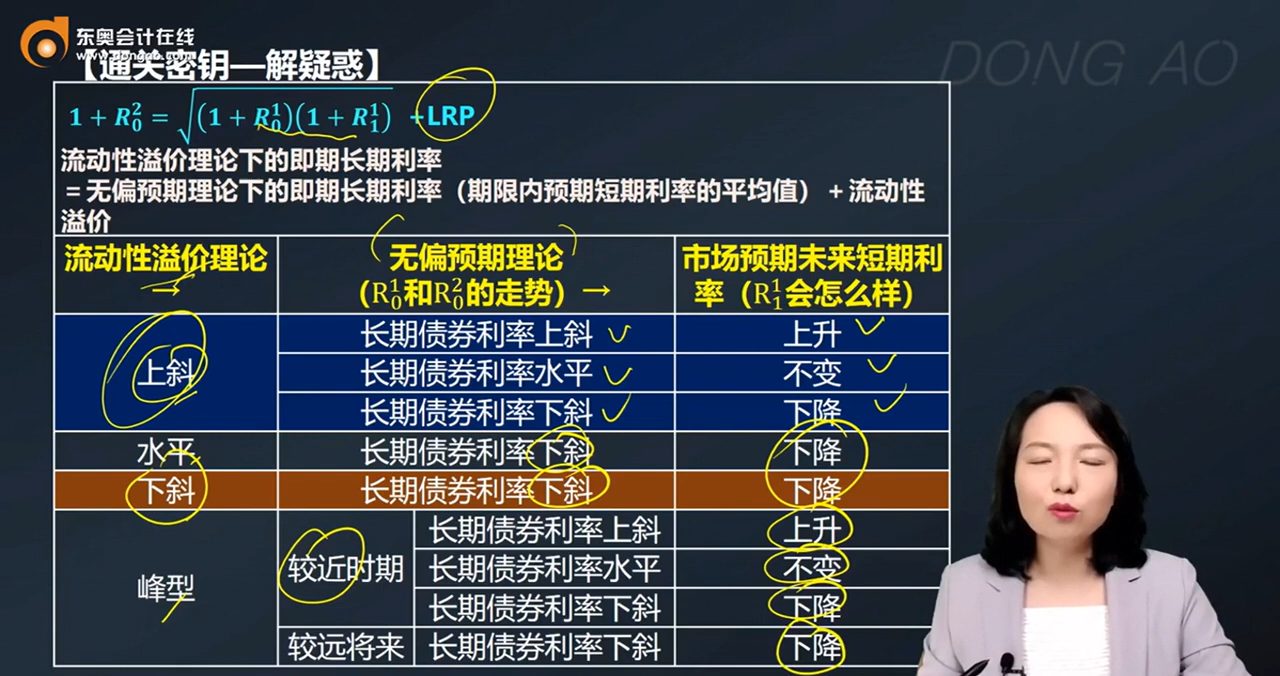 东奥会计在线
www.dongao.com
DONG AO
【通关密钥—解疑惑】
1 + R₀² = √(1 + R₀¹)(1 + R₁¹) +LRP
流动性溢价理论下的即期长期利率
=无偏预期理论下的即期长期利率（期限内预期短期利率的平均值）+流动性
溢价
流动性溢价理论
→
无偏预期理论
（R₀¹和R₀²的走势）→
市场预期未来短期利
率（R₁¹会怎么样）
上斜
长期债券利率上斜
上升
长期债券利率水平
不变
长期债券利率下斜
下降
水平
长期债券利率下斜
下降
下斜
长期债券利率下斜
下降
峰型
较近时期
长期债券利率上斜
上升
长期债券利率水平
不变
长期债券利率下斜
下降
较远将来
长期债券利率下斜
下降